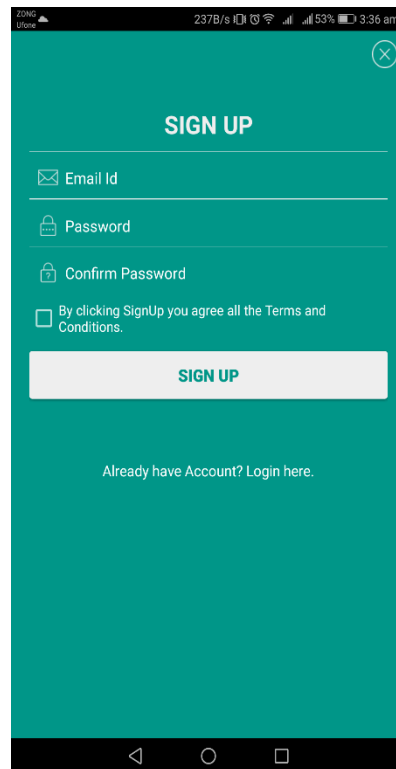 ZONG
Ufone
237B/s 53% 3:36 am
SIGN UP
Email Id
Password
Confirm Password
By clicking SignUp you agree all the Terms and
Conditions.
SIGN UP
Already have Account? Login here.